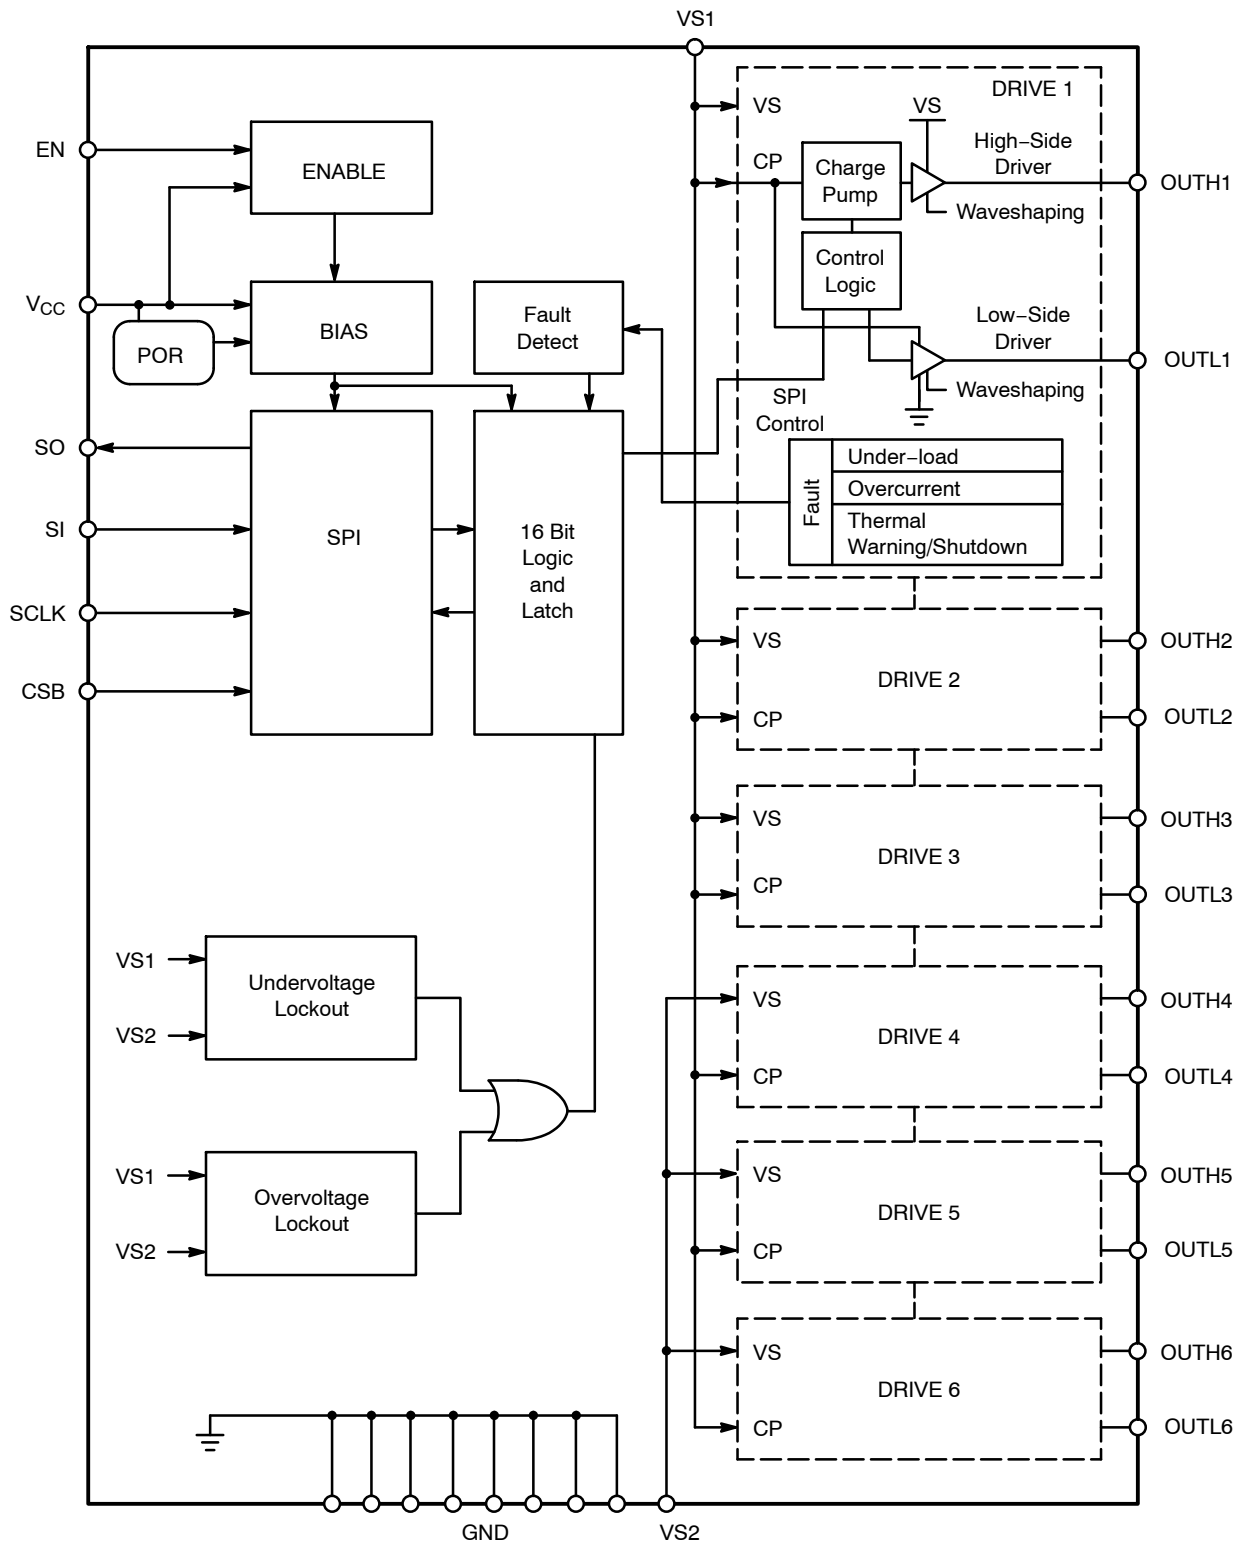 VS1
DRIVE 1
VS
VS
EN
ENABLE
High−Side
Driver
CP
Charge
Pump
OUTH1
Waveshaping
Control
Logic
VCC
BIAS
POR
Fault
Detect
Low−Side
Driver
OUTL1
Waveshaping
SPI
Control
SO
SI
SCLK
CSB
SPI
16 Bit
Logic
and
Latch
Fault
Under−load
Overcurrent
Thermal
Warning/Shutdown
VS
DRIVE 2
CP
OUTH2
OUTL2
VS
DRIVE 3
CP
OUTH3
OUTL3
VS1
VS2
Undervoltage
Lockout
VS
DRIVE 4
CP
OUTH4
OUTL4
VS1
VS2
Overvoltage
Lockout
VS
DRIVE 5
CP
OUTH5
OUTL5
VS
DRIVE 6
CP
OUTH6
OUTL6
GND
VS2